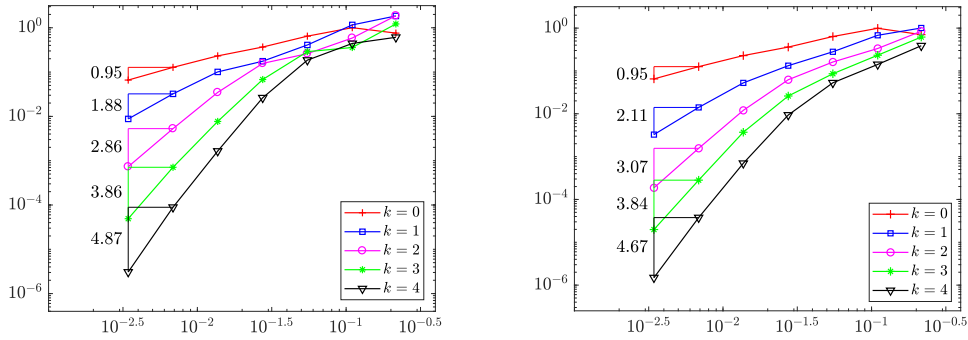 10^0
10^-2
10^-4
10^-6
0.95
1.88
2.86
3.86
4.87
k = 0
k = 1
k = 2
k = 3
k = 4
10^-2.5
10^-2
10^-1.5
10^-1
10^-0.5
10^0
10^-2
10^-4
10^-6
0.95
2.11
3.07
3.84
4.67
k = 0
k = 1
k = 2
k = 3
k = 4
10^-2.5
10^-2
10^-1.5
10^-1
10^-0.5